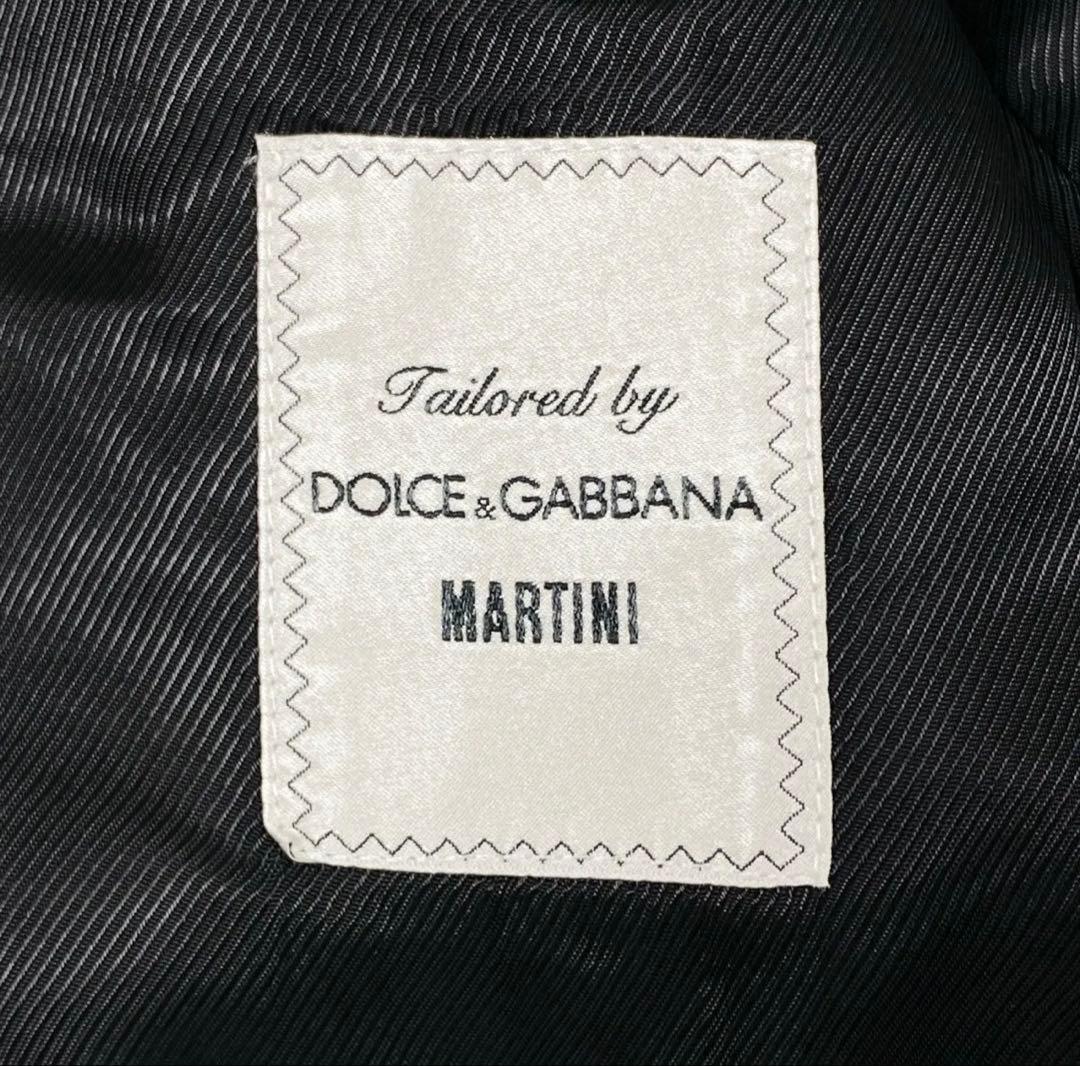 Tailored by
DOLCE & GABBANA
MARTINI